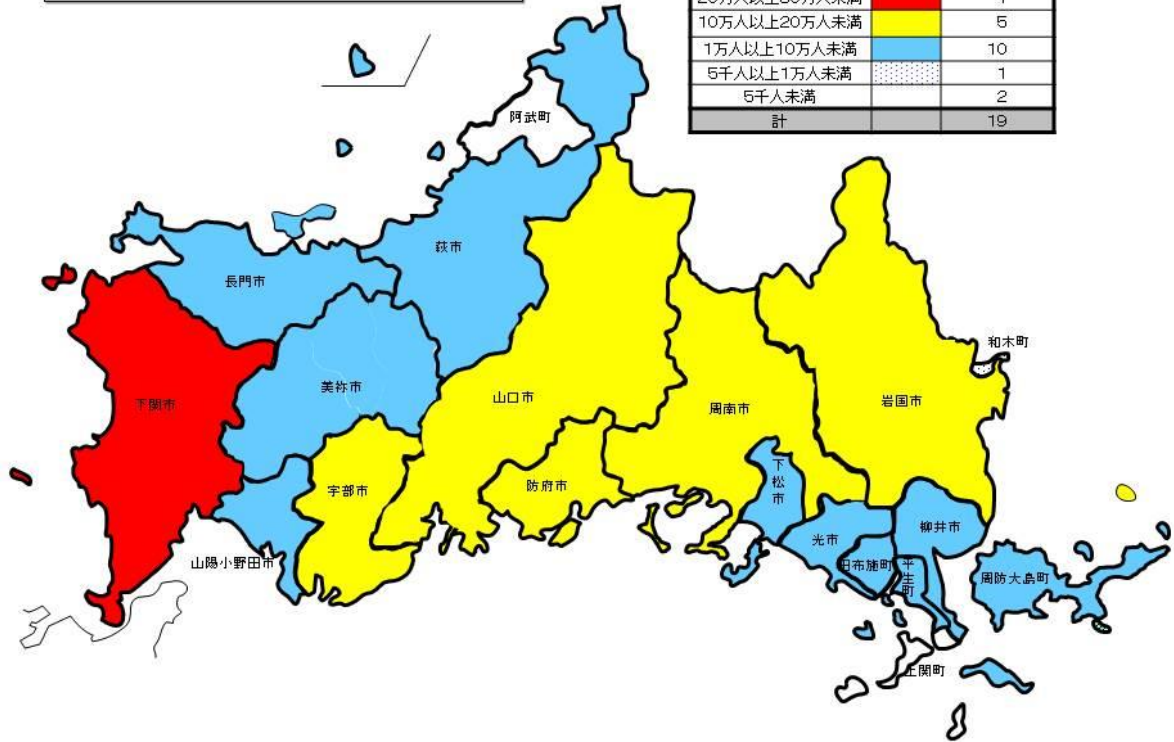 10万人以上20万人未満 5
1万人以上10万人未満 10
5千人以上1万人未満 1
5千人未満 2
計 19
阿武町
萩市
長門市
和木町
美祢市
山口市
下関市
周南市
岩国市
宇部市
防府市
下松市
柳井市
光市
山陽小野田市
田布施町
平生町
周防大島町
上関町